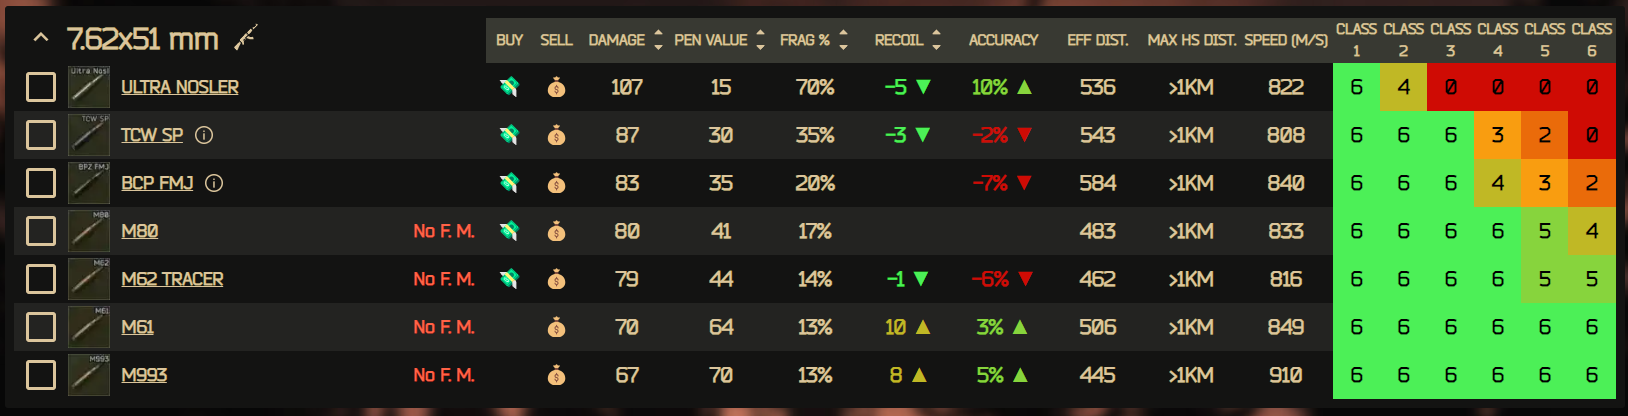 7.62x51 mm BUY SELL DAMAGE PEN VALUE FRAG % RECOIL ACCURACY EFF DIST. MAX HS DIST. SPEED (M/S) CLASS 1 CLASS 2 CLASS 3 CLASS 4 CLASS 5 CLASS 6
Ultra Nosl ULTRA NOSLER 107 15 70% -5 ▼ 10% ▲ 536 >1KM 822 6 4 0 0 0 0
TCW SP TCW SP 87 30 35% -3 ▼ -2% ▼ 543 >1KM 808 6 6 6 3 2 0
BPZ FMJ BCP FMJ 83 35 20% -7% ▼ 584 >1KM 840 6 6 6 4 3 2
M80 M80 No F. M. 80 41 17% 483 >1KM 833 6 6 6 6 5 4
M62 M62 TRACER No F. M. 79 44 14% -1 ▼ -6% ▼ 462 >1KM 816 6 6 6 6 5 5
M61 M61 No F. M. 70 64 13% 10 ▲ 3% ▲ 506 >1KM 849 6 6 6 6 6 6
M993 M993 No F. M. 67 70 13% 8 ▲ 5% ▲ 445 >1KM 910 6 6 6 6 6 6